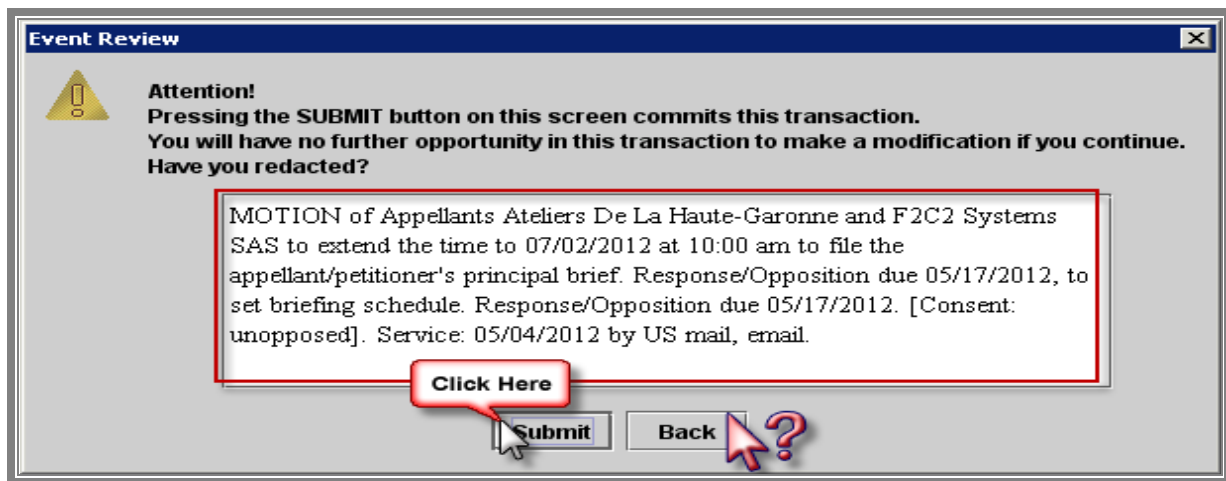 Event Review
Attention!
Pressing the SUBMIT button on this screen commits this transaction.
You will have no further opportunity in this transaction to make a modification if you continue.
Have you redacted?
MOTION of Appellants Ateliers De La Haute-Garonne and F2C2 Systems
SAS to extend the time to 07/02/2012 at 10:00 am to file the
appellant/petitioner's principal brief. Response/Opposition due 05/17/2012, to
set briefing schedule. Response/Opposition due 05/17/2012. [Consent:
unopposed]. Service: 05/04/2012 by US mail, email.
Click Here
Submit Back ?